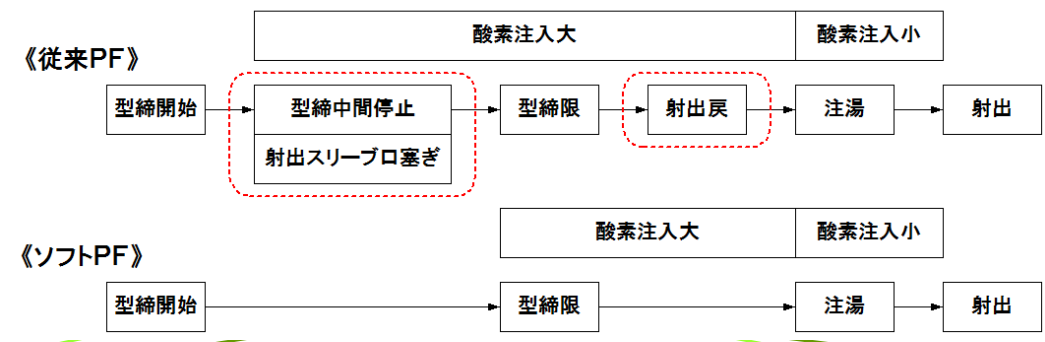 酸素注入大 酸素注入小
《従来PF》
型締開始 型締中間停止 型締限 射出戻 注湯 射出
射出スリーブロ塞ぎ
酸素注入大 酸素注入小
《ソフトPF》
型締開始 型締限 注湯 射出